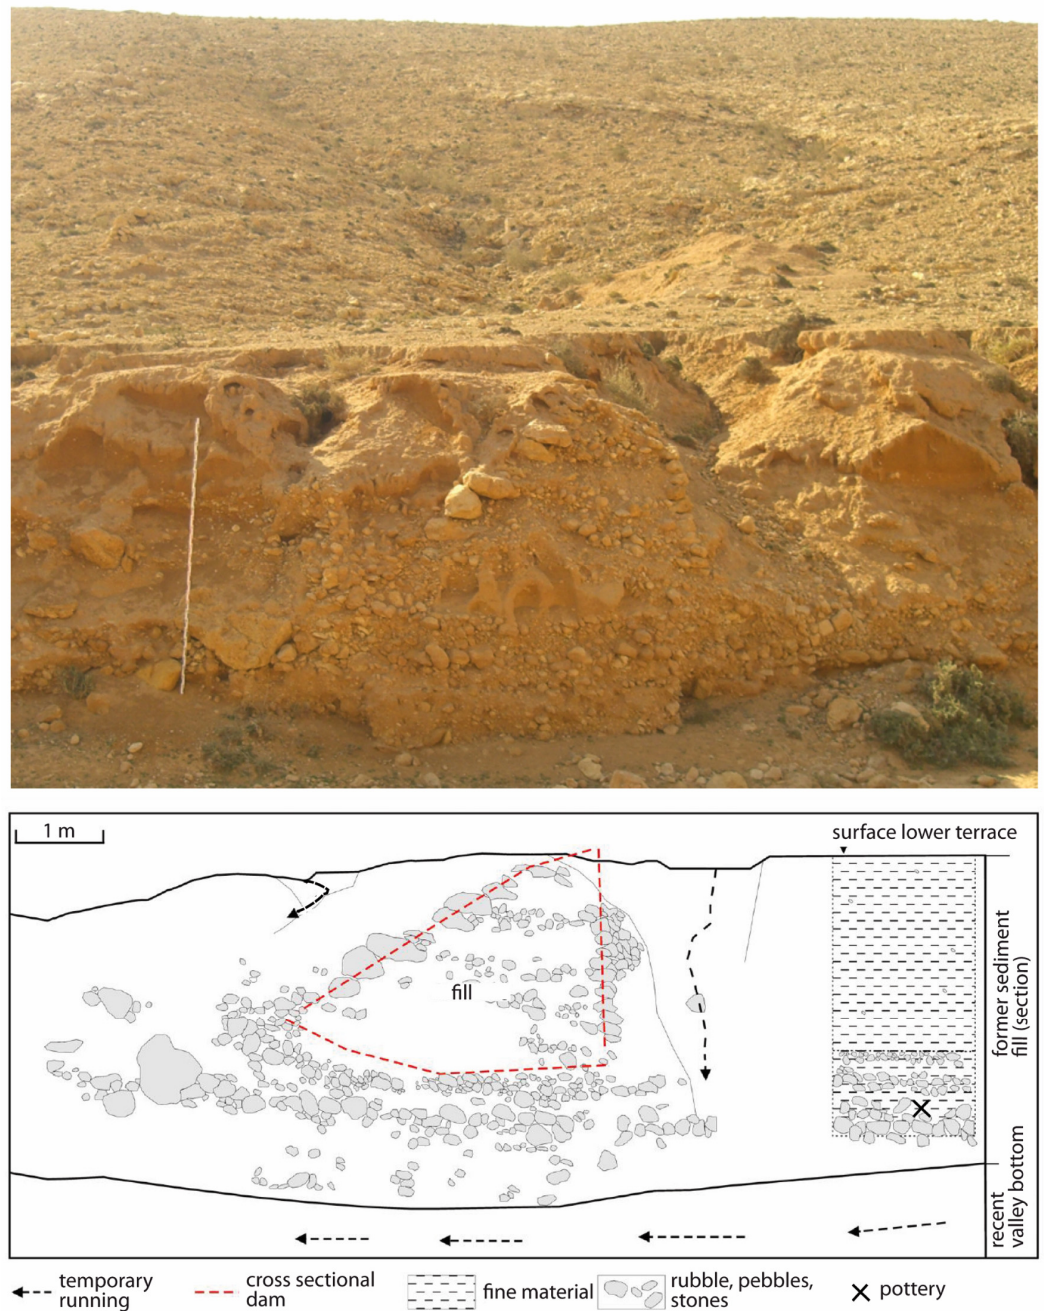 1 m
surface lower terrace
fill
former sediment
fill (section)
recent
valley bottom
temporary
running
cross sectional
dam
fine material
rubble, pebbles,
stones
pottery